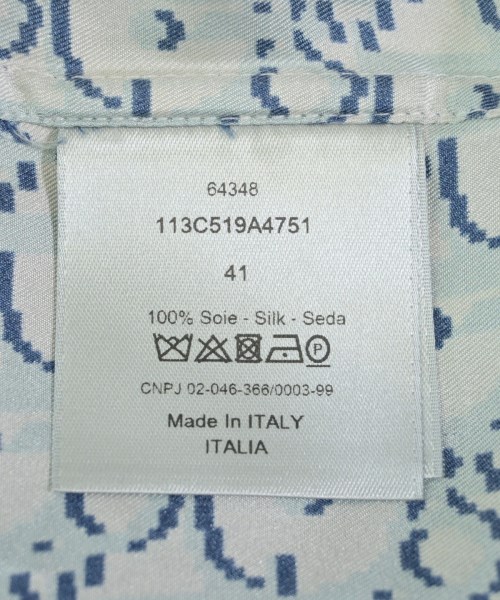 64348
113C519A4751
41
100% Soie - Silk - Seda
P
CNPJ 02-046-366/0003-99
Made In ITALY
ITALIA